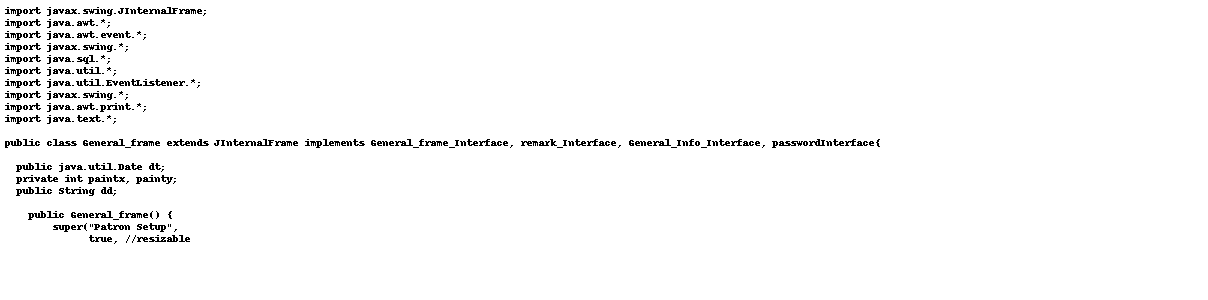 import javax.swing.JInternalFrame;
import java.awt.*;
import java.awt.event.*;
import javax.swing.*;
import java.sql.*;
import java.util.*;
import java.util.EventListener.*;
import javax.swing.*;
import java.awt.print.*;
import java.text.*;
public class General_frame extends JInternalFrame implements General_frame_Interface, remark_Interface, General_Info_Interface, passwordInterface{
public java.util.Date dt;
private int paintx, painty;
public String dd;
public General_frame() {
super("Patron Setup",
true, //resizable